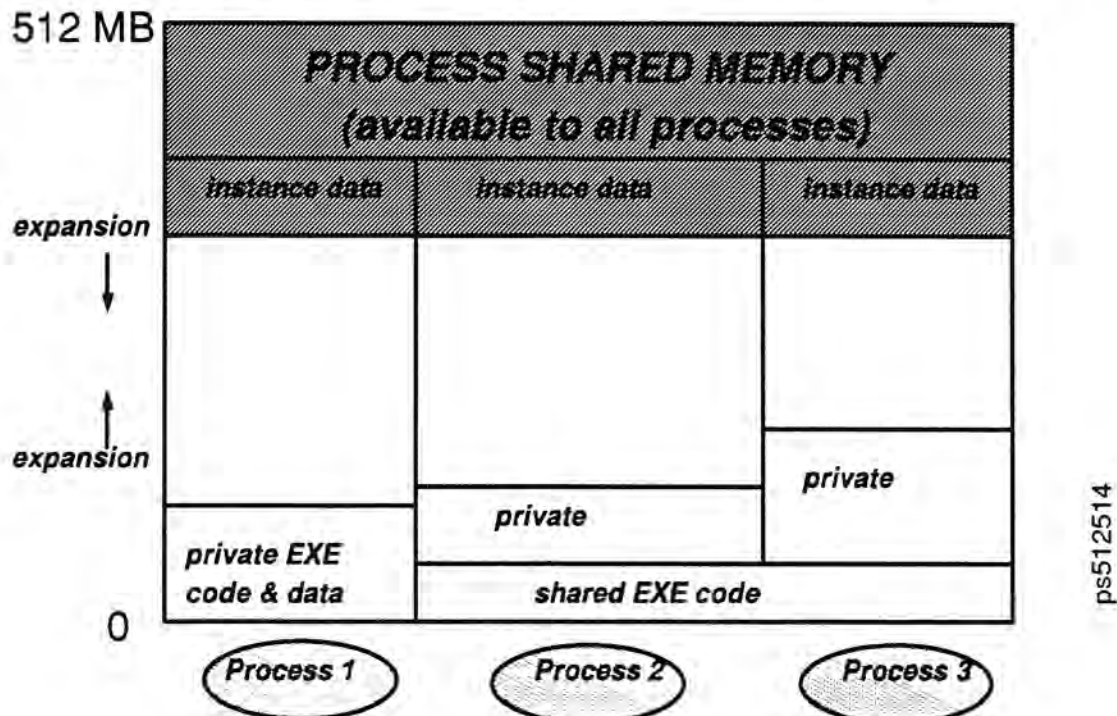 512 MB
PROCESS SHARED MEMORY
(available to all processes)
instance data
instance data
instance data
expansion
expansion
private
private
private EXE
code & data
shared EXE code
0
Process 1
Process 2
Process 3
ps512514